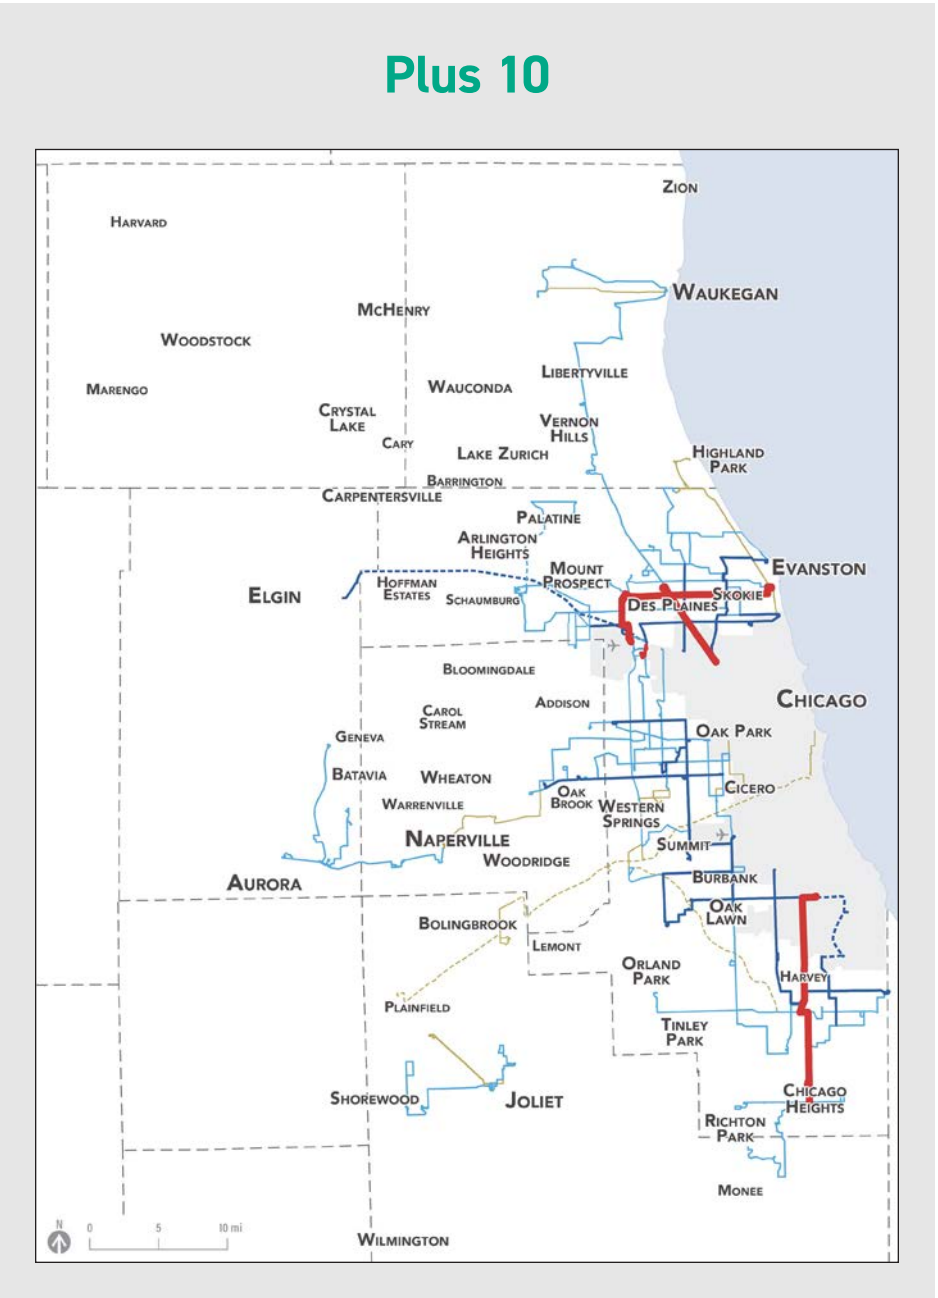 Plus 10
ZION
HARVARD
WAUKEGAN
MCHENRY
WOODSTOCK
LIBERTYVILLE
MARENGO
WAUCONDA
CRYSTAL
LAKE
VERNON
HILLS
CARY
LAKE ZURICH
HIGHLAND
PARK
BARRINGTON
CARPENTERSVILLE
PALATINE
ARLINGTON
HEIGHTS
MOUNT
PROSPECT
EVANSTON
ELGIN
HOFFMAN
ESTATES
SCHAUMBURG
SKOKIE
DES PLAINES
BLOOMINGDALE
ADDISON
CHICAGO
CAROL
STREAM
GENEVA
OAK PARK
BATAVIA
WHEATON
OAK
BROOK
CICERO
WARRENVILLE
WESTERN
SPRINGS
NAPERVILLE
SUMMIT
WOODRIDGE
AURORA
BURBANK
OAK
LAWN
BOLINGBROOK
LEMONT
ORLAND
PARK
HARVEY
PLAINFIELD
TINLEY
PARK
SHOREWOOD
JOLIET
CHICAGO
HEIGHTS
RICHTON
PARK
MONEE
N
0 5 10 mi
WILMINGTON